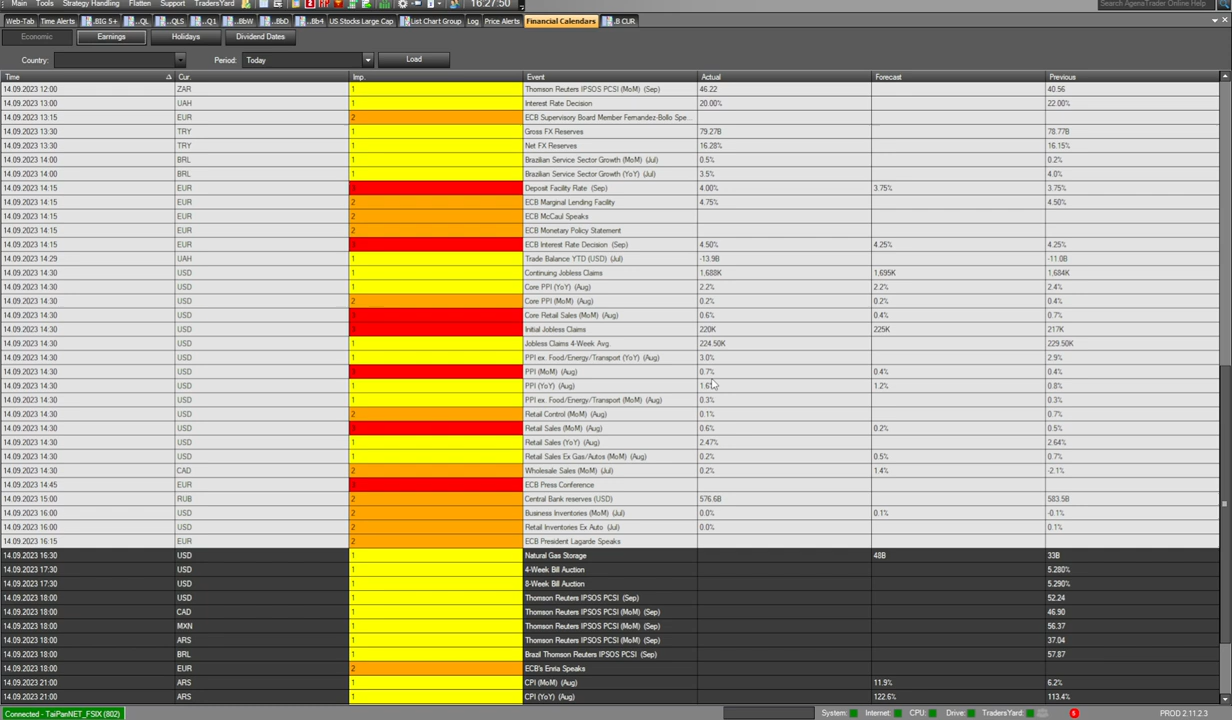 Main Trading Strategy Handling Flatten Support TradersYard 16:27:50 Search AgenaTrader Online Help
Web-Tab Time Alerts ..BIG 5+ ..QL ..QLS ..Q1 ..BbW ..BbD ..Bb4 US Stocks Large Cap List Chart Group Log Price Alerts Financial Calendars ..B CUR
Economic Earnings Holidays Dividend Dates
Country: Period: Today Load
Time Cur. Imp. Event Actual Forecast Previous
14.09.2023 12:00 ZAR 1 Thomson Reuters IPSOS PCSI (MoM) (Sep) 46.22 40.56
14.09.2023 13:00 UAH 1 Interest Rate Decision 20.00% 22.00%
14.09.2023 13:15 EUR 2 ECB Supervisory Board Member Fernandez-Bollo Spe...
14.09.2023 13:30 TRY 1 Gross FX Reserves 79.27B 78.77B
14.09.2023 13:30 TRY 1 Net FX Reserves 16.28% 16.15%
14.09.2023 14:00 BRL 1 Brazilian Service Sector Growth (MoM) (Jul) 0.5% 0.2%
14.09.2023 14:00 BRL 1 Brazilian Service Sector Growth (YoY) (Jul) 3.5% 4.0%
14.09.2023 14:15 EUR 3 Deposit Facility Rate (Sep) 4.00% 3.75% 3.75%
14.09.2023 14:15 EUR 2 ECB Marginal Lending Facility 4.75% 4.50%
14.09.2023 14:15 EUR 2 ECB McCaul Speaks
14.09.2023 14:15 EUR 2 ECB Monetary Policy Statement
14.09.2023 14:15 EUR 3 ECB Interest Rate Decision (Sep) 4.50% 4.25% 4.25%
14.09.2023 14:29 UAH 1 Trade Balance YTD (USD) (Jul) -13.9B -11.0B
14.09.2023 14:30 USD 1 Continuing Jobless Claims 1,688K 1,695K 1,684K
14.09.2023 14:30 USD 1 Core PPI (YoY) (Aug) 2.2% 2.2% 2.4%
14.09.2023 14:30 USD 2 Core PPI (MoM) (Aug) 0.2% 0.2% 0.4%
14.09.2023 14:30 USD 3 Core Retail Sales (MoM) (Aug) 0.6% 0.4% 0.7%
14.09.2023 14:30 USD 3 Initial Jobless Claims 220K 225K 217K
14.09.2023 14:30 USD 1 Jobless Claims 4-Week Avg. 224.50K 229.50K
14.09.2023 14:30 USD 1 PPI ex. Food/Energy/Transport (YoY) (Aug) 3.0% 2.9%
14.09.2023 14:30 USD 3 PPI (MoM) (Aug) 0.7% 0.4% 0.4%
14.09.2023 14:30 USD 1 PPI (YoY) (Aug) 1.6% 1.2% 0.8%
14.09.2023 14:30 USD 1 PPI ex. Food/Energy/Transport (MoM) (Aug) 0.3% 0.3%
14.09.2023 14:30 USD 2 Retail Control (MoM) (Aug) 0.1% 0.7%
14.09.2023 14:30 USD 3 Retail Sales (MoM) (Aug) 0.6% 0.2% 0.5%
14.09.2023 14:30 USD 1 Retail Sales (YoY) (Aug) 2.47% 2.64%
14.09.2023 14:30 USD 1 Retail Sales Ex Gas/Autos (MoM) (Aug) 0.2% 0.5% 0.7%
14.09.2023 14:30 CAD 2 Wholesale Sales (MoM) (Jul) 0.2% 1.4% -2.1%
14.09.2023 14:45 EUR 3 ECB Press Conference
14.09.2023 15:00 RUB 2 Central Bank reserves (USD) 576.6B 583.5B
14.09.2023 16:00 USD 2 Business Inventories (MoM) (Jul) 0.0% 0.1% -0.1%
14.09.2023 16:00 USD 2 Retail Inventories Ex Auto (Jul) 0.0% 0.1%
14.09.2023 16:15 EUR 2 ECB President Lagarde Speaks
14.09.2023 16:30 USD 1 Natural Gas Storage 48B 33B
14.09.2023 17:30 USD 1 4-Week Bill Auction 5.280%
14.09.2023 17:30 USD 1 8-Week Bill Auction 5.290%
14.09.2023 18:00 USD 1 Thomson Reuters IPSOS PCSI (Sep) 52.24
14.09.2023 18:00 CAD 1 Thomson Reuters IPSOS PCSI (MoM) (Sep) 46.90
14.09.2023 18:00 MXN 1 Thomson Reuters IPSOS PCSI (MoM) (Sep) 56.37
14.09.2023 18:00 ARS 1 Thomson Reuters IPSOS PCSI (MoM) (Sep) 37.04
14.09.2023 18:00 BRL 1 Brazil Thomson Reuters IPSOS PCSI (Sep) 57.87
14.09.2023 18:00 EUR 2 ECB's Enria Speaks
14.09.2023 21:00 ARS 1 CPI (MoM) (Aug) 11.9% 6.2%
14.09.2023 21:00 ARS 1 CPI (YoY) (Aug) 122.6% 113.4%
Connected - TaiPanNET_FSIX (802) System: Internet: CPU: Drive: TradersYard 6 PROD 2.11.2.3